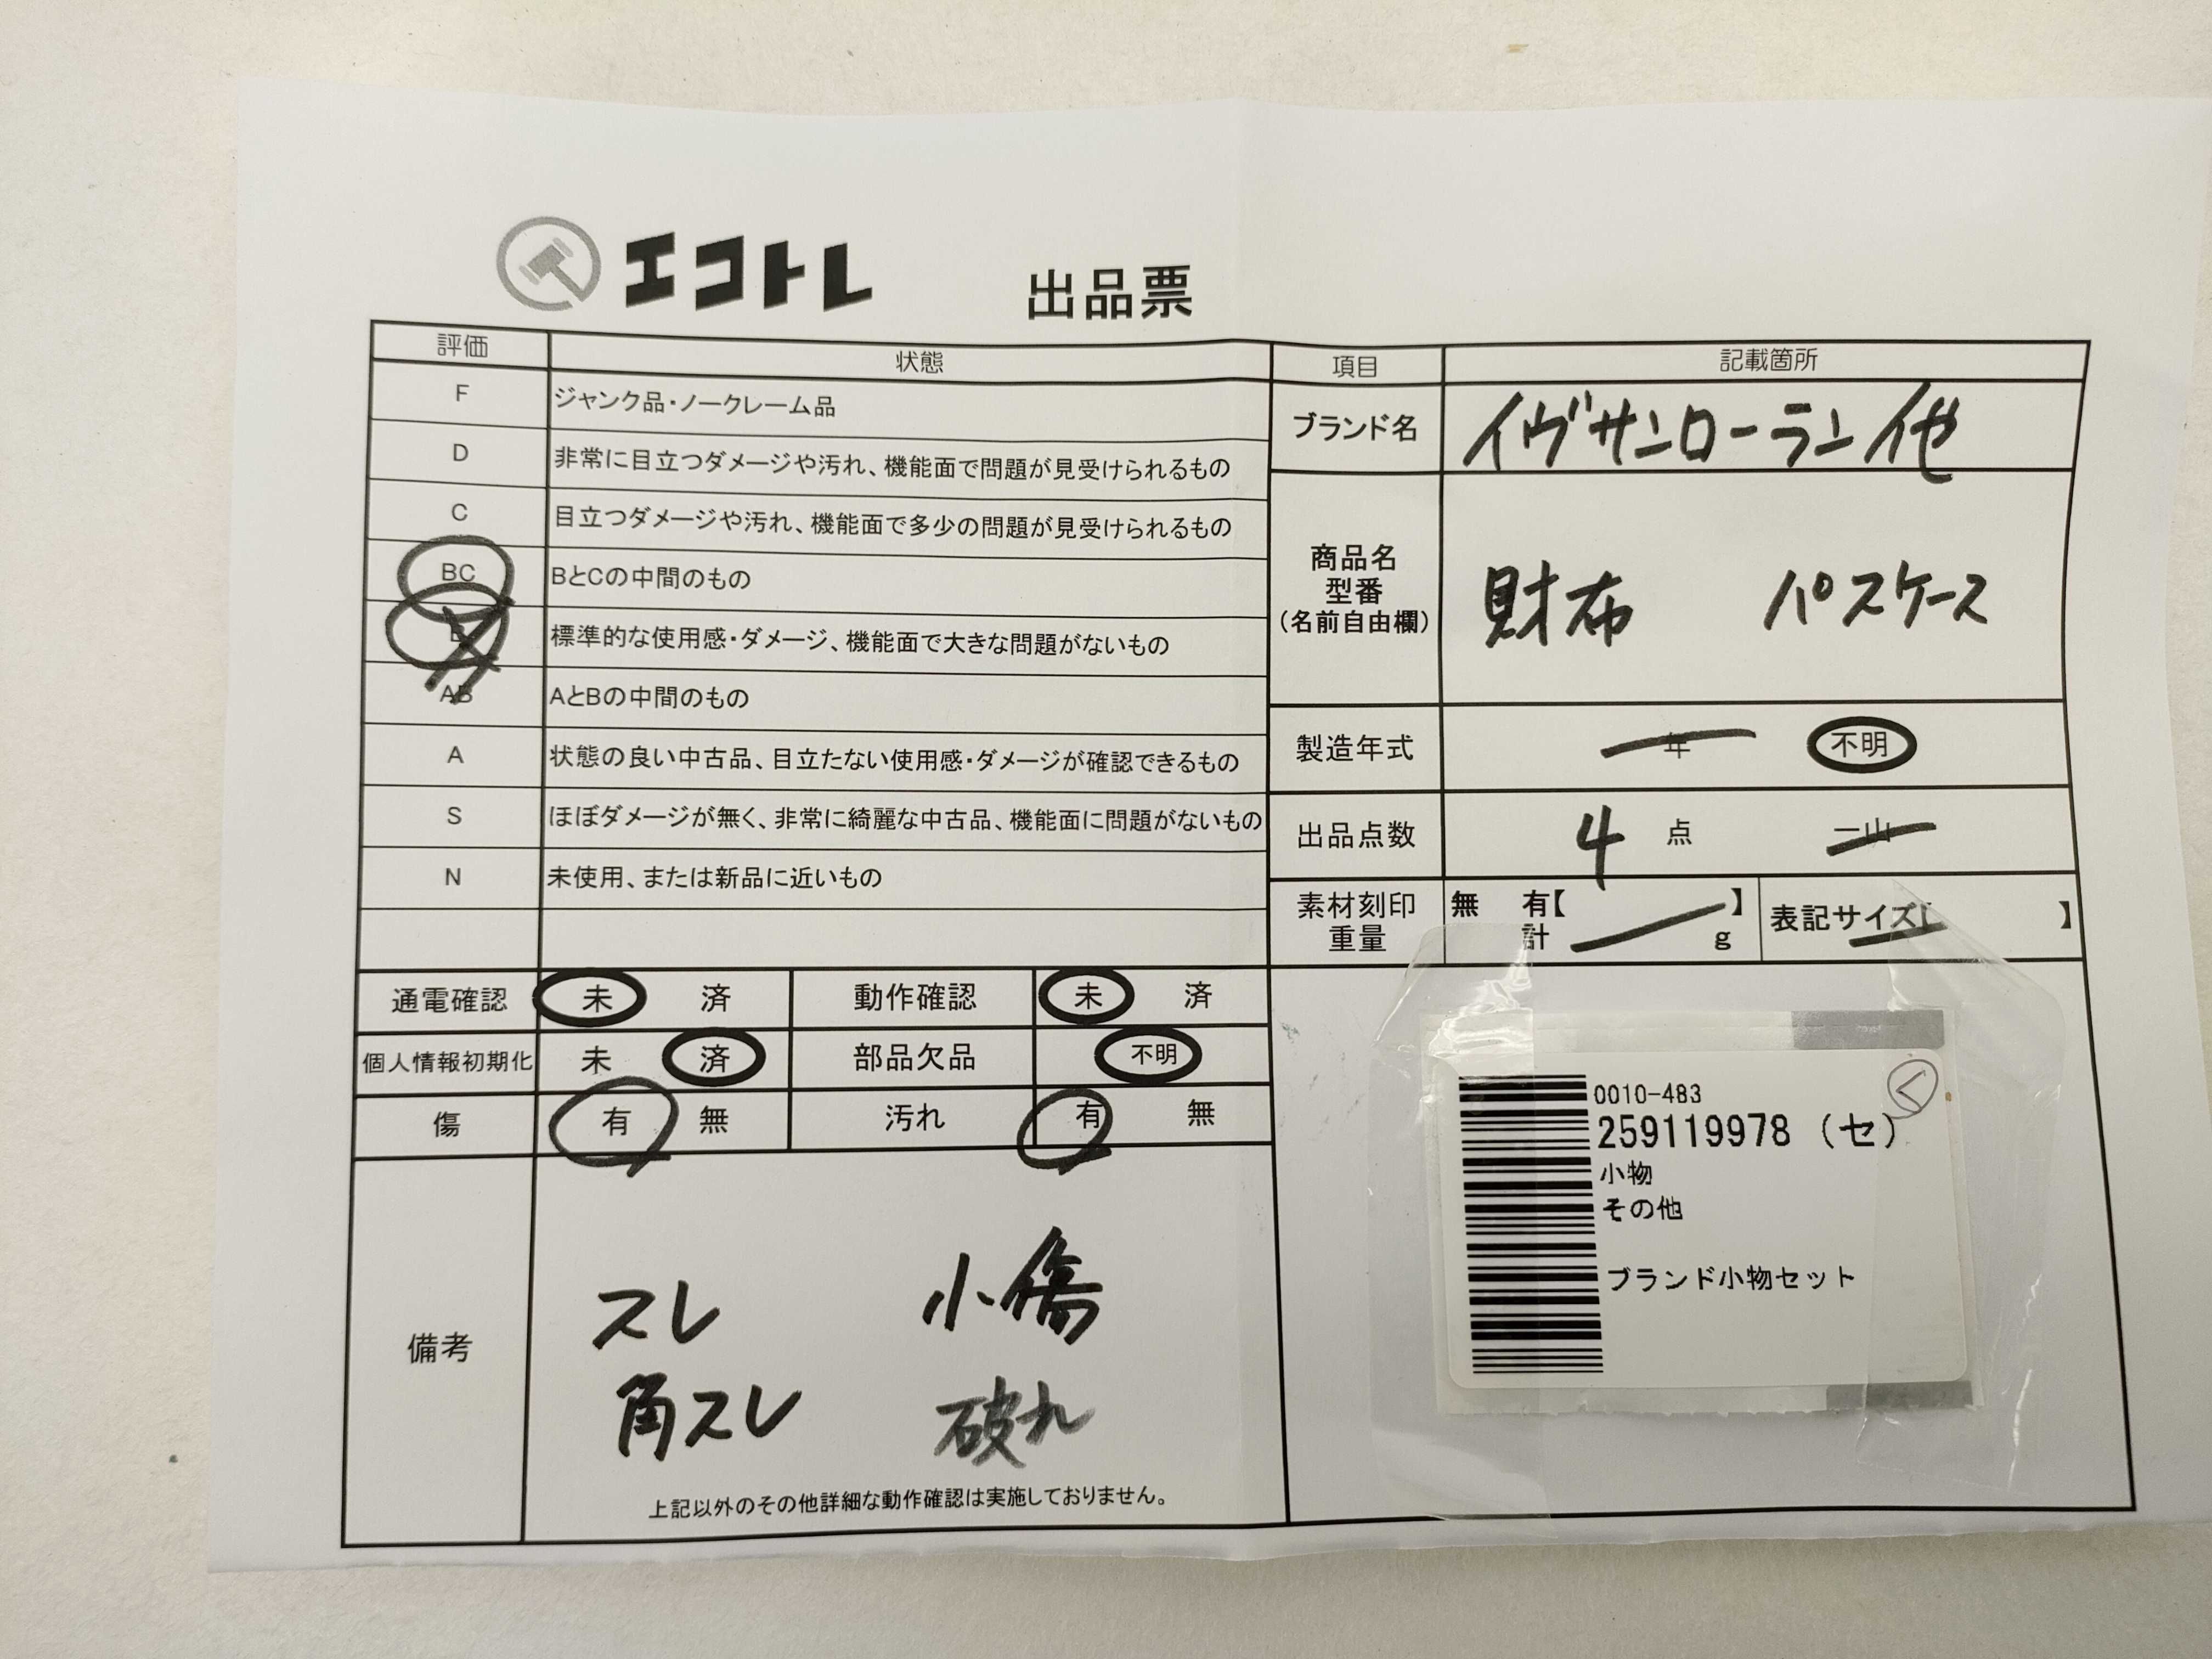 エコトレ 出品票
評価 状態
F ジャンク品・ノークレーム品
D 非常に目立つダメージや汚れ、機能面で問題が見受けられるもの
C 目立つダメージや汚れ、機能面で多少の問題が見受けられるもの
BC BとCの中間のもの
標準的な使用感・ダメージ、機能面で大きな問題がないもの
AB AとBの中間のもの
A 状態の良い中古品、目立たない使用感・ダメージが確認できるもの
S ほぼダメージが無く、非常に綺麗な中古品、機能面に問題がないもの
N 未使用、または新品に近いもの
通電確認 未 済 動作確認 未 済
個人情報初期化 未 済 部品欠品 不明
傷 有 無 汚れ 有 無
備考
スレ 小傷
角スレ 破れ
上記以外のその他詳細な動作確認は実施しておりません。
項目 記載箇所
ブランド名 イヴサンローラン他
商品名
型番
(名前自由欄)
財布 パスケース
製造年式 年 不明
出品点数 4 点 一山
素材刻印 無 有【 】
重量 計 g
表記サイズ【 】
0010-483
259119978 (セ)
く
小物
その他
ブランド小物セット